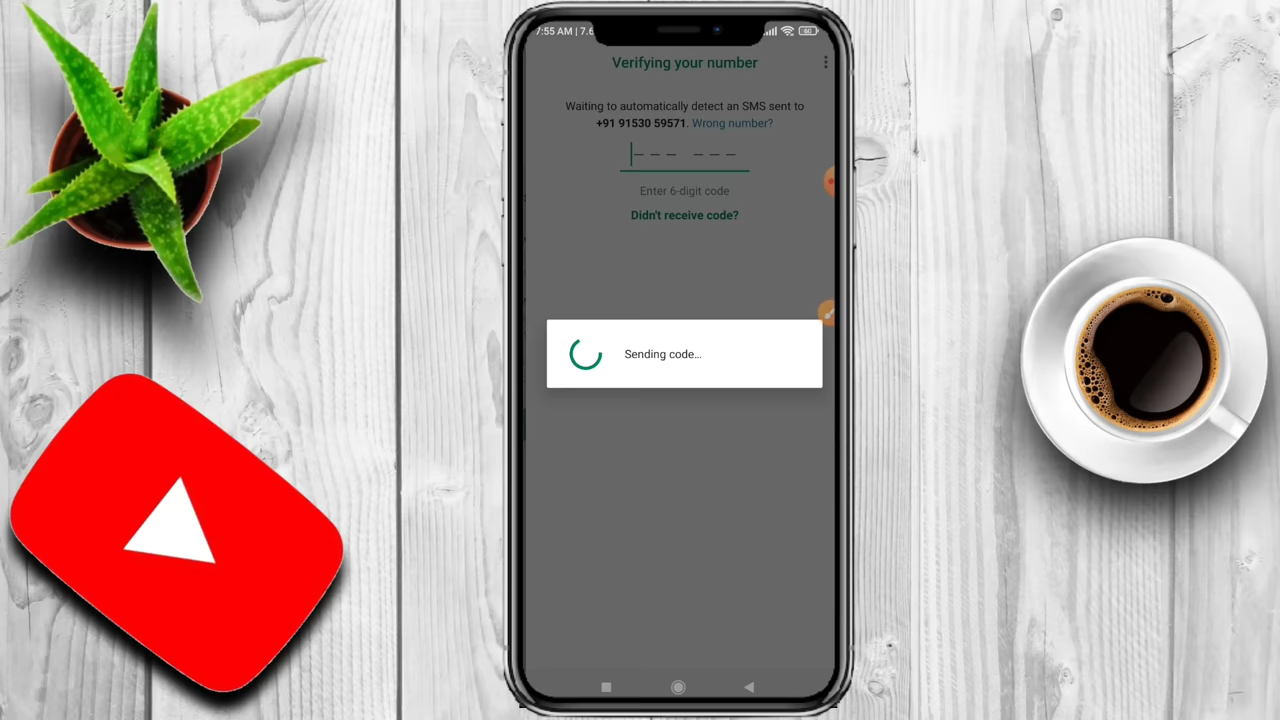 7:55 AM | 7.6
60
Verifying your number
Waiting to automatically detect an SMS sent to
+91 91530 59571. Wrong number?
Enter 6-digit code
Didn't receive code?
Sending code...